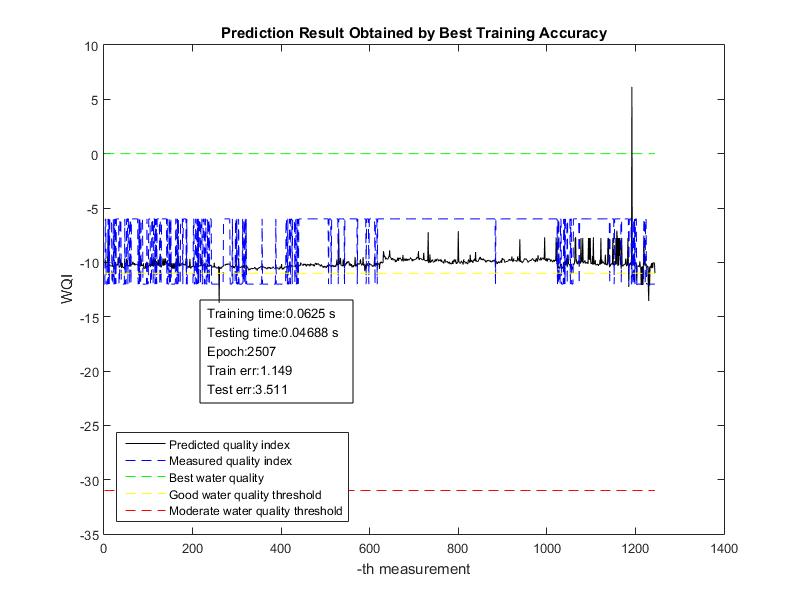 Prediction Result Obtained by Best Training Accuracy
10
5
0
-5
-10
-15
-20
-25
-30
-35
WQI
Training time:0.0625 s
Testing time:0.04688 s
Epoch:2507
Train err:1.149
Test err:3.511
Predicted quality index
Measured quality index
Best water quality
Good water quality threshold
Moderate water quality threshold
0 200 400 600 800 1000 1200 1400
-th measurement